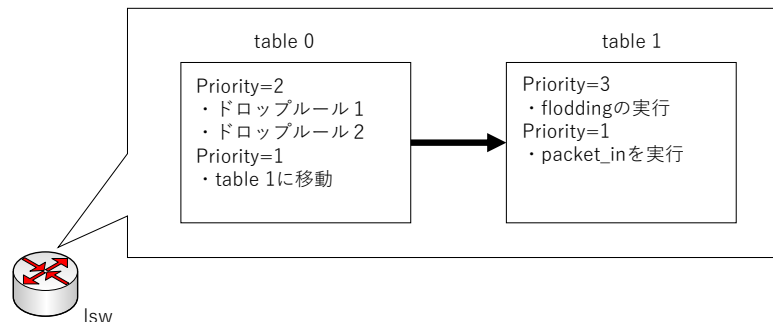 table 0
Priority=2
・ドロップルール１
・ドロップルール２
Priority=1
・table 1に移動
table 1
Priority=3
・floddingの実行
Priority=1
・packet_inを実行
lsw